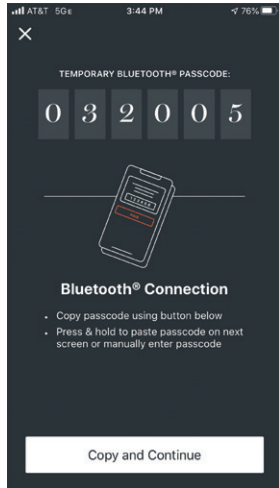 AT&T 5GE 3:44 PM 76%
TEMPORARY BLUETOOTH® PASSCODE:
0 3 2 0 0 5
Bluetooth® Connection
• Copy passcode using button below
• Press & hold to paste passcode on next
screen or manually enter passcode
Copy and Continue